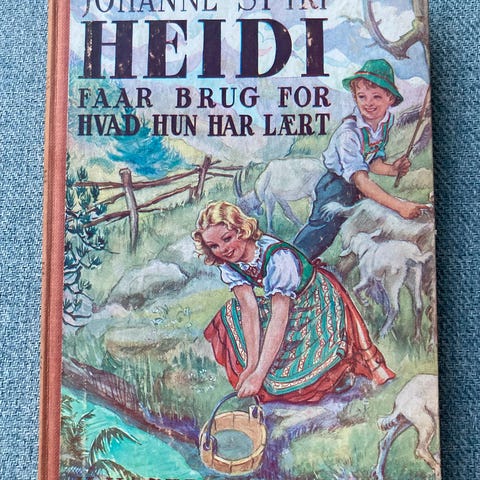 JOHANNE SPYRI
HEIDI
FAAR BRUG FOR
HVAD HUN HAR LÆRT